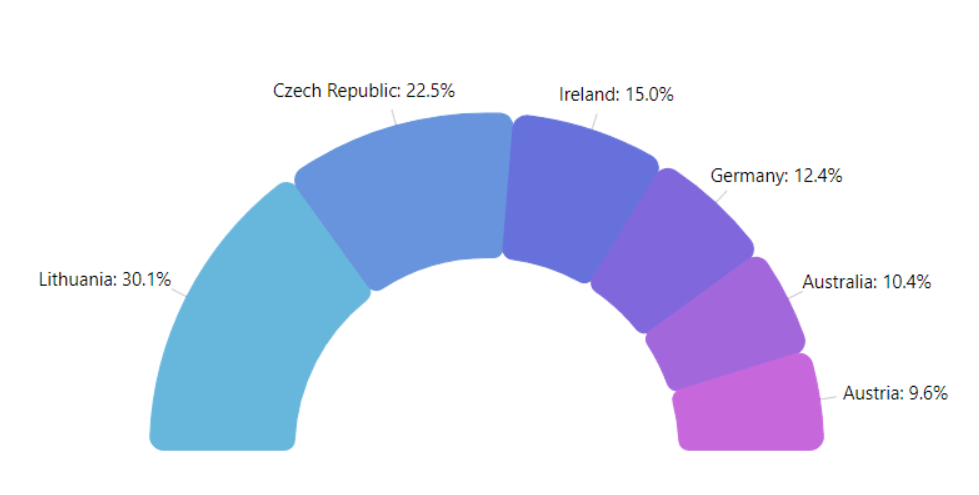 Czech Republic: 22.5%
Ireland: 15.0%
Germany: 12.4%
Lithuania: 30.1%
Australia: 10.4%
Austria: 9.6%